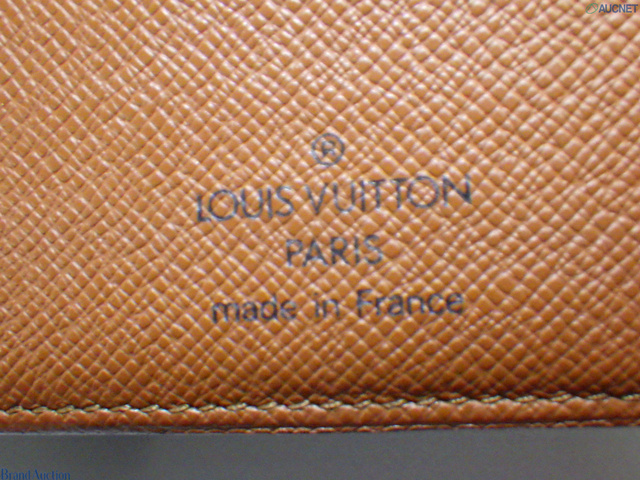 ©AUCNET
®
LOUIS VUITTON
PARIS
made in France
Brand Auction